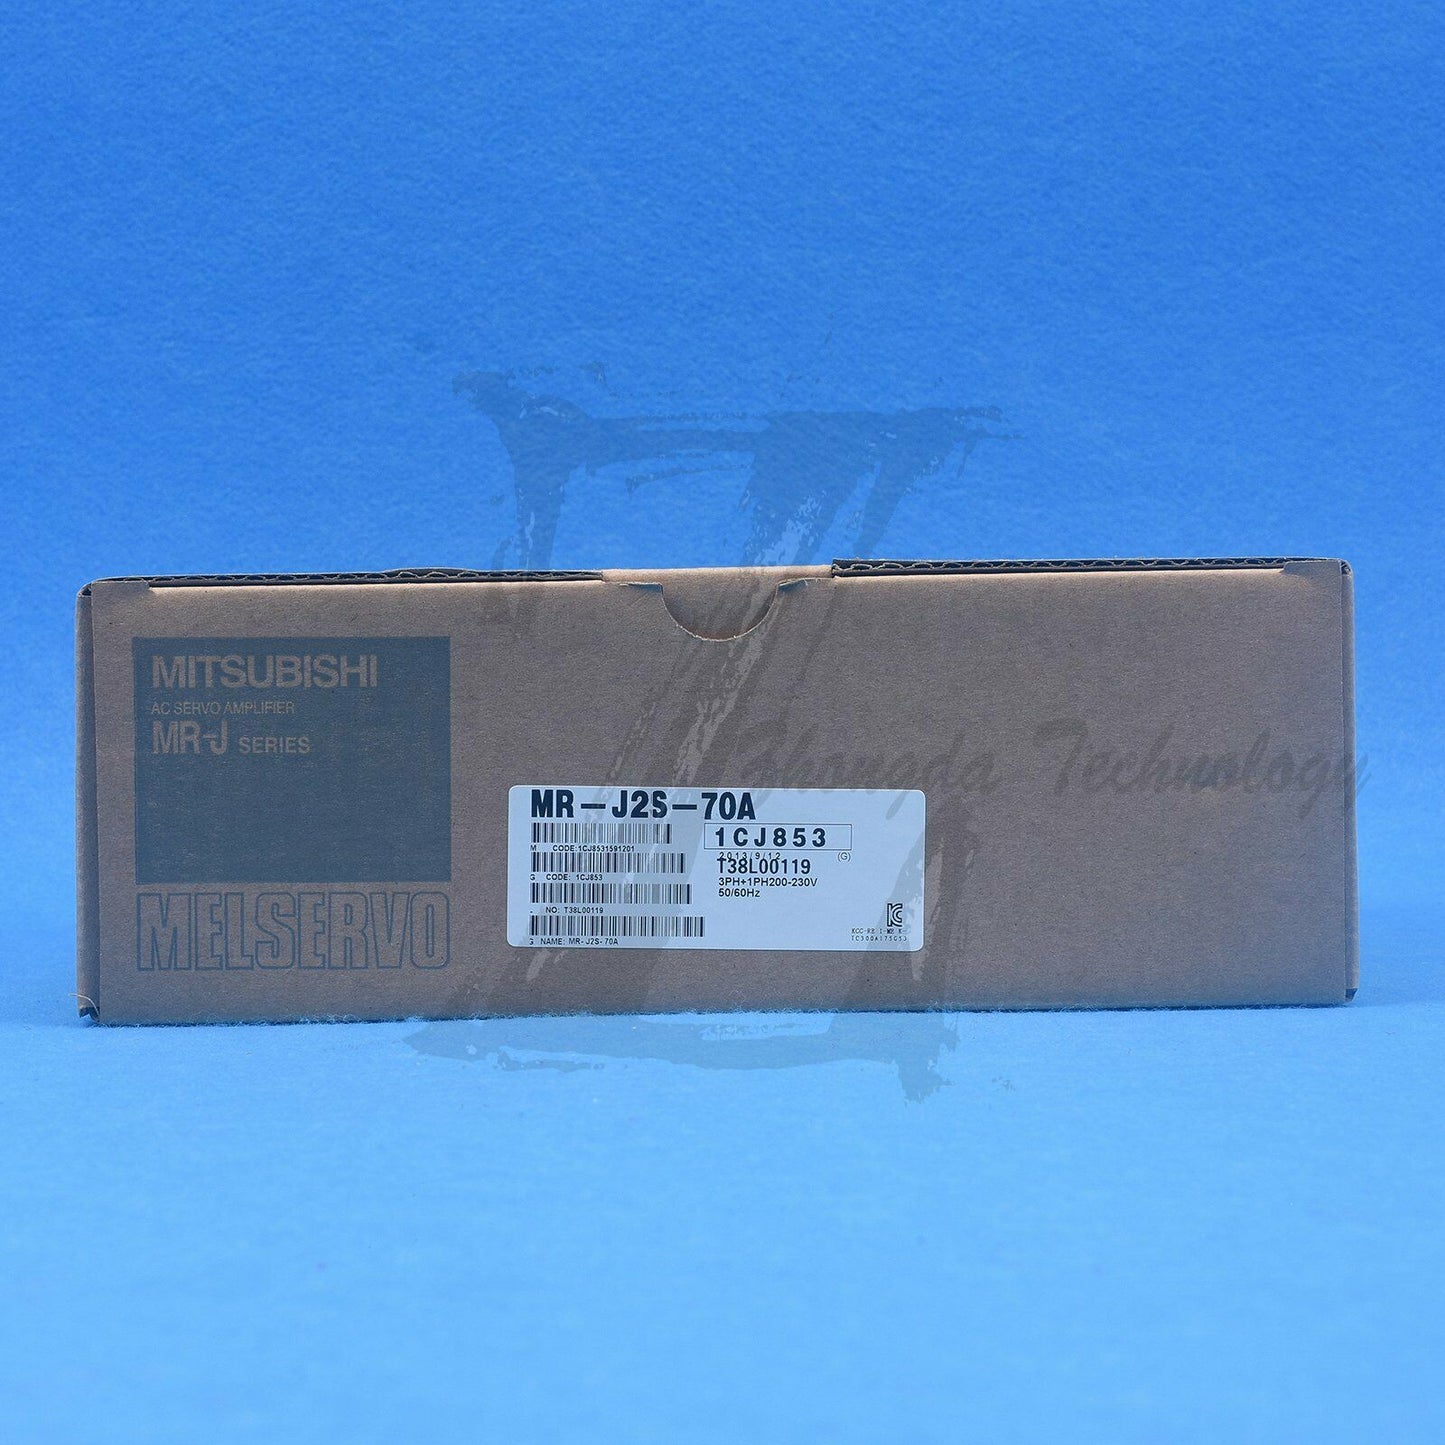 MITSUBISHI
AC SERVO AMPLIFIER
MR-J SERIES
MELSERVO
MR-J2S-70A
1CJ853
M CODE:1CJ8531591201
2013/9/12 (G)
T38L00119
G CODE: 1CJ853
3PH+1PH200-230V
50/60Hz
NO: T38L00119
G NAME: MR-J2S-70A
Zhongda Technology